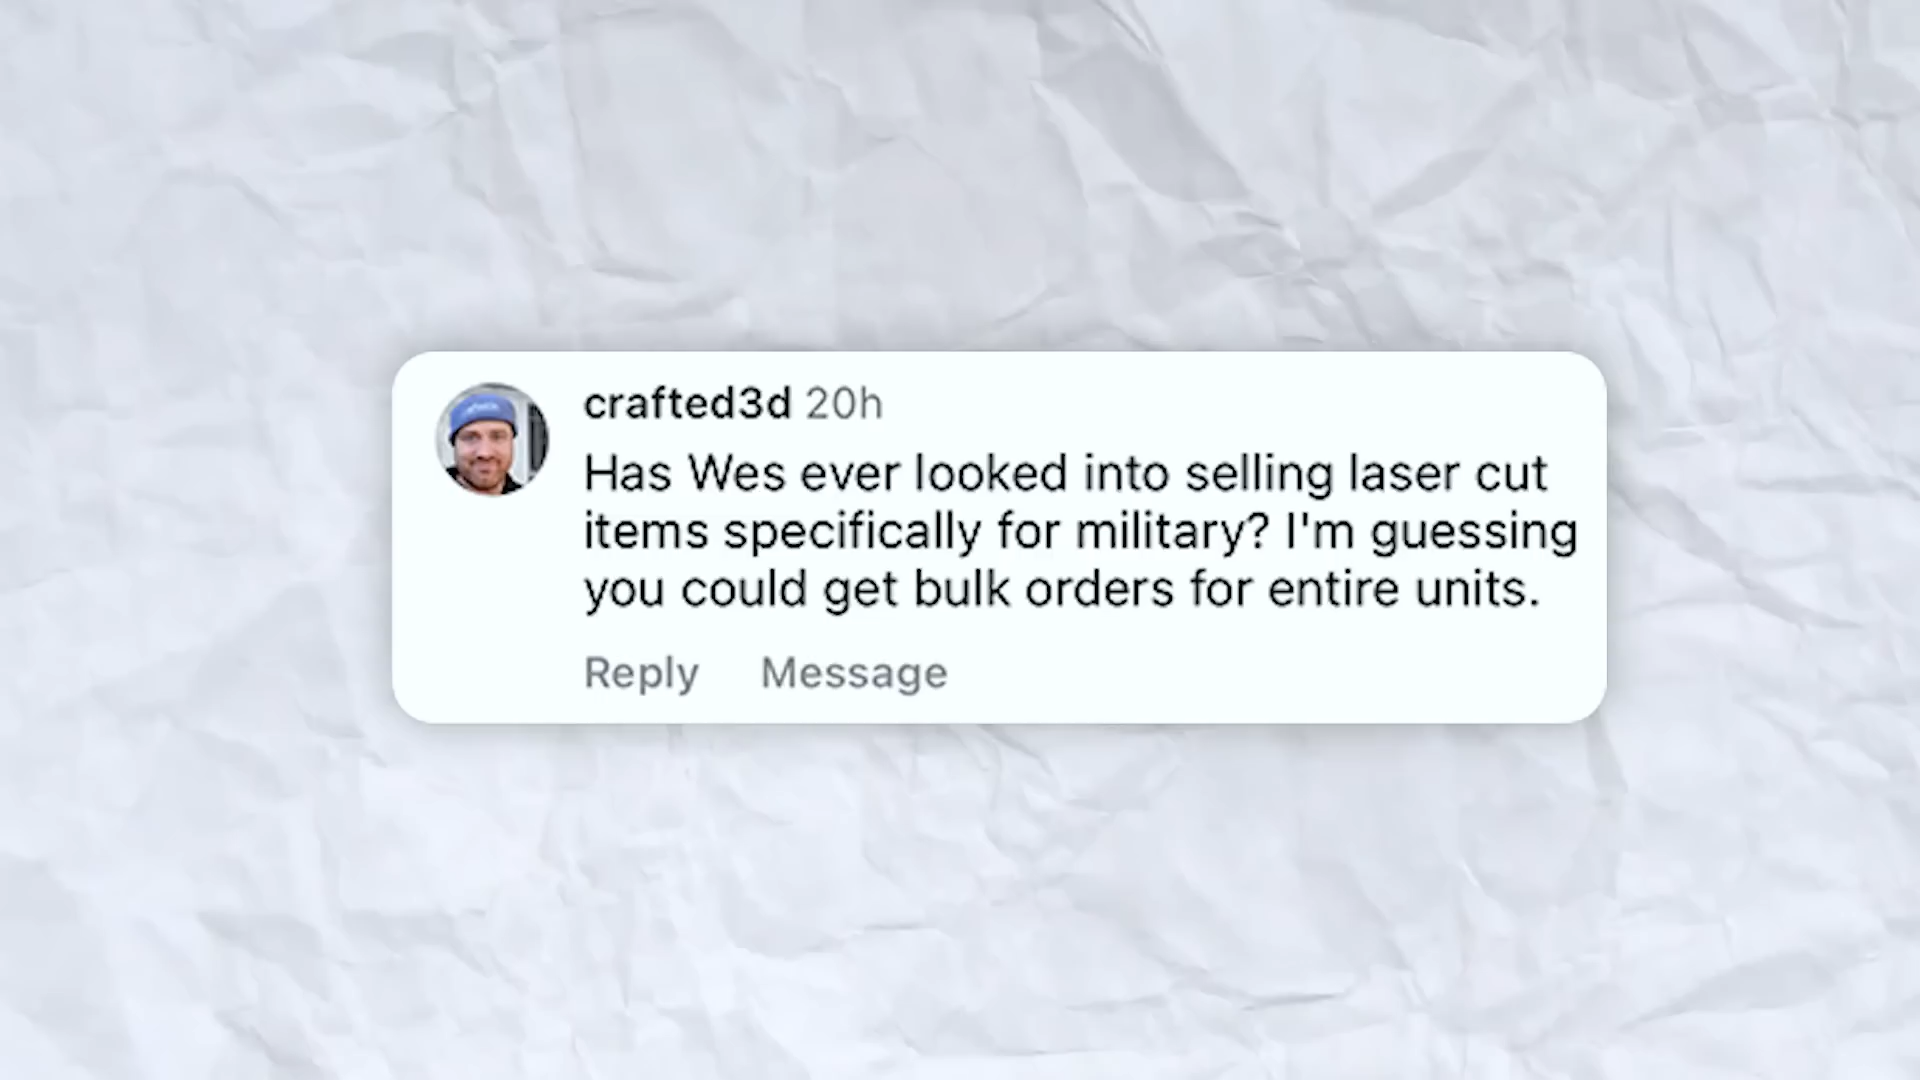 crafted3d 20h
Has Wes ever looked into selling laser cut
items specifically for military? I'm guessing
you could get bulk orders for entire units.
Reply Message